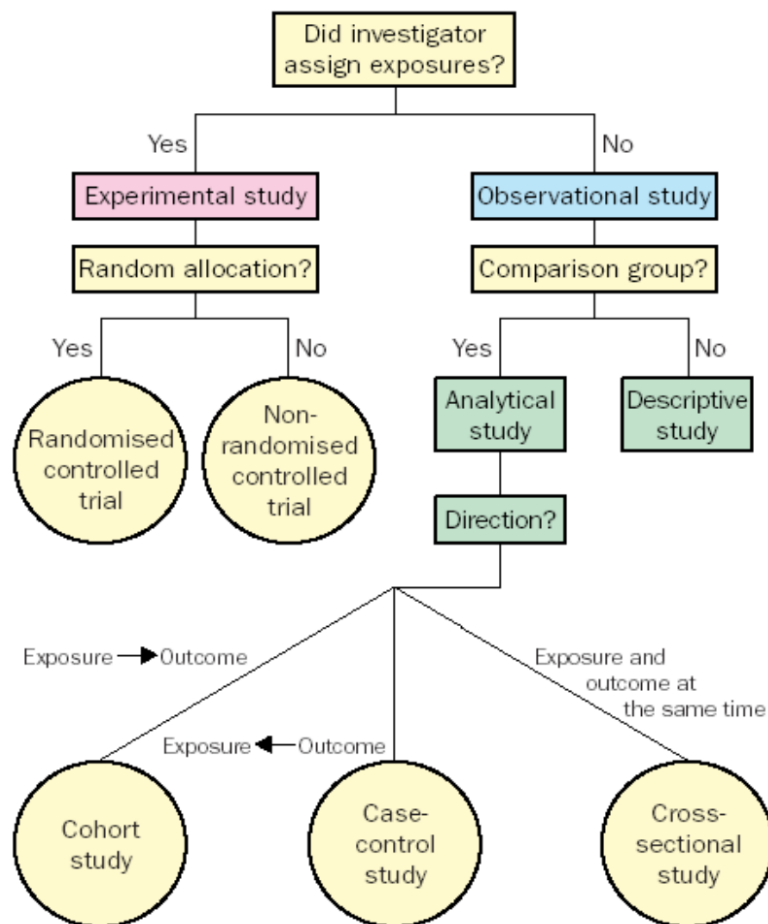 Did investigator
assign exposures?
Yes
No
Experimental study
Observational study
Random allocation?
Comparison group?
Yes
No
Yes
No
Randomised
controlled
trial
Non-
randomised
controlled
trial
Analytical
study
Descriptive
study
Direction?
Exposure
Outcome
Exposure and
outcome at
the same time
Exposure
Outcome
Cohort
study
Case-
control
study
Cross-
sectional
study